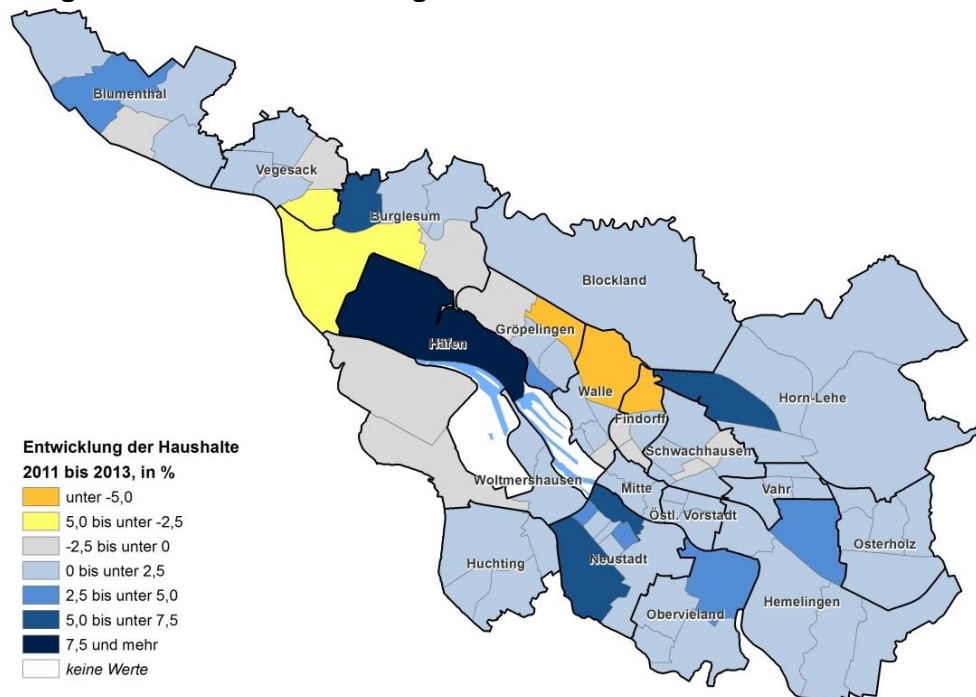 Blumenthal
Vegesack
Burglesum
Blockland
Gröpelingen
Häfen
Walle
Horn-Lehe
Findorff
Schwachhausen
Woltmershausen
Mitte
Vahr
Östl. Vorstadt
Osterholz
Huchting
Neustadt
Obervieland
Hemelingen
Entwicklung der Haushalte
2011 bis 2013, in %
unter -5,0
5,0 bis unter -2,5
-2,5 bis unter 0
0 bis unter 2,5
2,5 bis unter 5,0
5,0 bis unter 7,5
7,5 und mehr
keine Werte